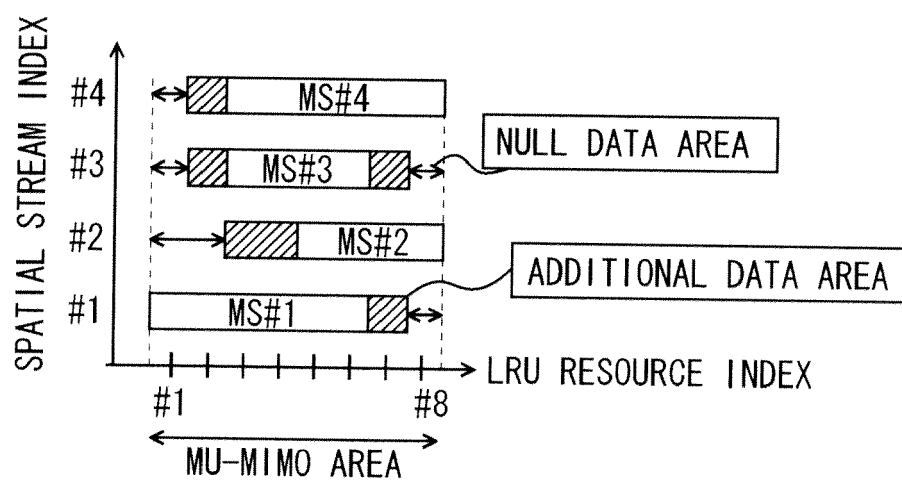 SPATIAL STREAM INDEX
#4
MS#4
#3
MS#3
NULL DATA AREA
#2
MS#2
#1
MS#1
ADDITIONAL DATA AREA
LRU RESOURCE INDEX
#1
#8
MU-MIMO AREA